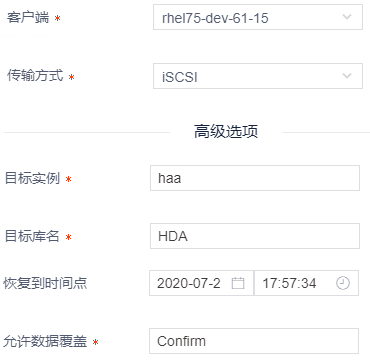 客户端 *
rhel75-dev-61-15
传输方式 *
iSCSI
高级选项
目标实例 *
haa
目标库名 *
HDA
恢复到时间点
2020-07-2
17:57:34
允许数据覆盖 *
Confirm